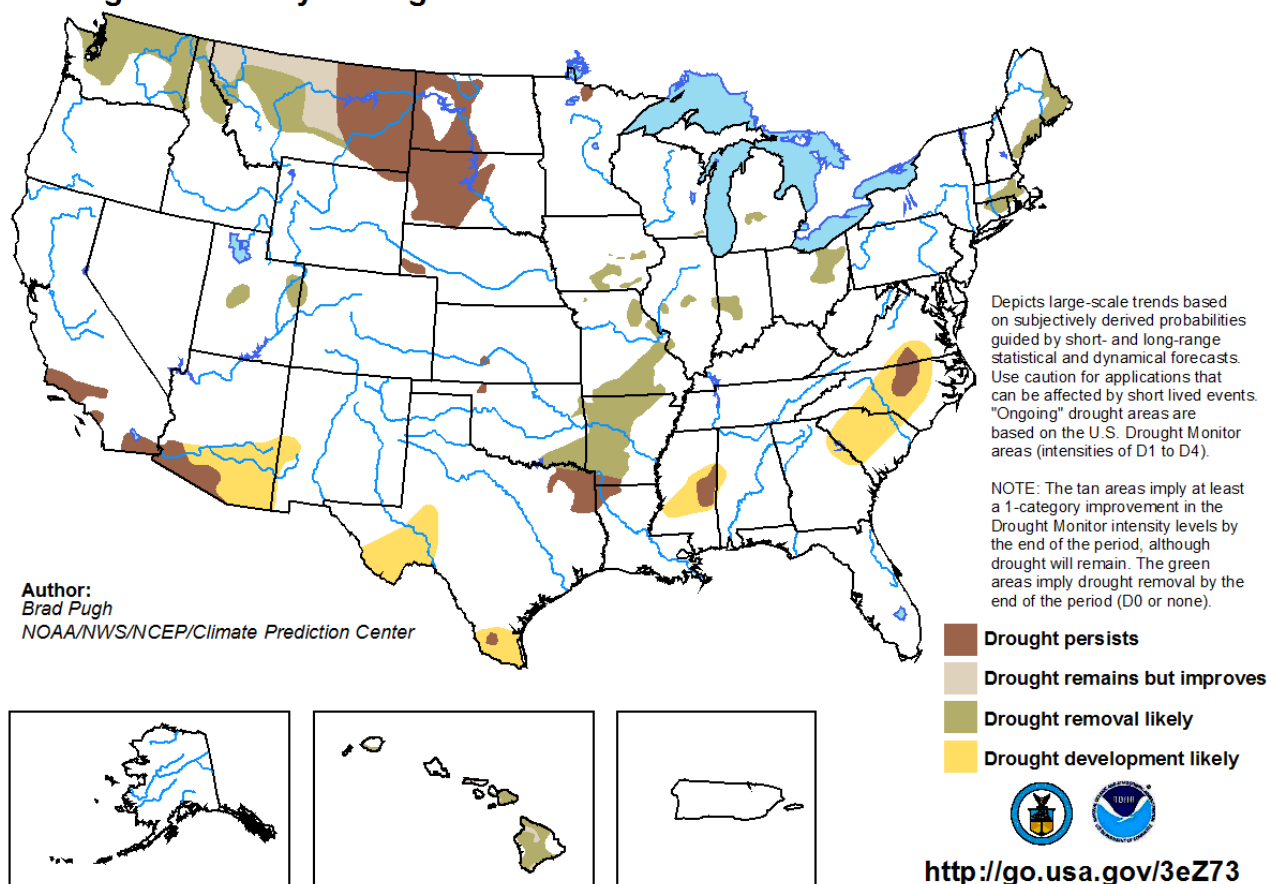 Depicts large-scale trends based
on subjectively derived probabilities
guided by short- and long-range
statistical and dynamical forecasts.
Use caution for applications that
can be affected by short lived events.
"Ongoing" drought areas are
based on the U.S. Drought Monitor
areas (intensities of D1 to D4).
NOTE: The tan areas imply at least
a 1-category improvement in the
Drought Monitor intensity levels by
the end of the period, although
drought will remain. The green
areas imply drought removal by the
end of the period (D0 or none).
Author:
Brad Pugh
NOAA/NWS/NCEP/Climate Prediction Center
Drought persists
Drought remains but improves
Drought removal likely
Drought development likely
http://go.usa.gov/3eZ73